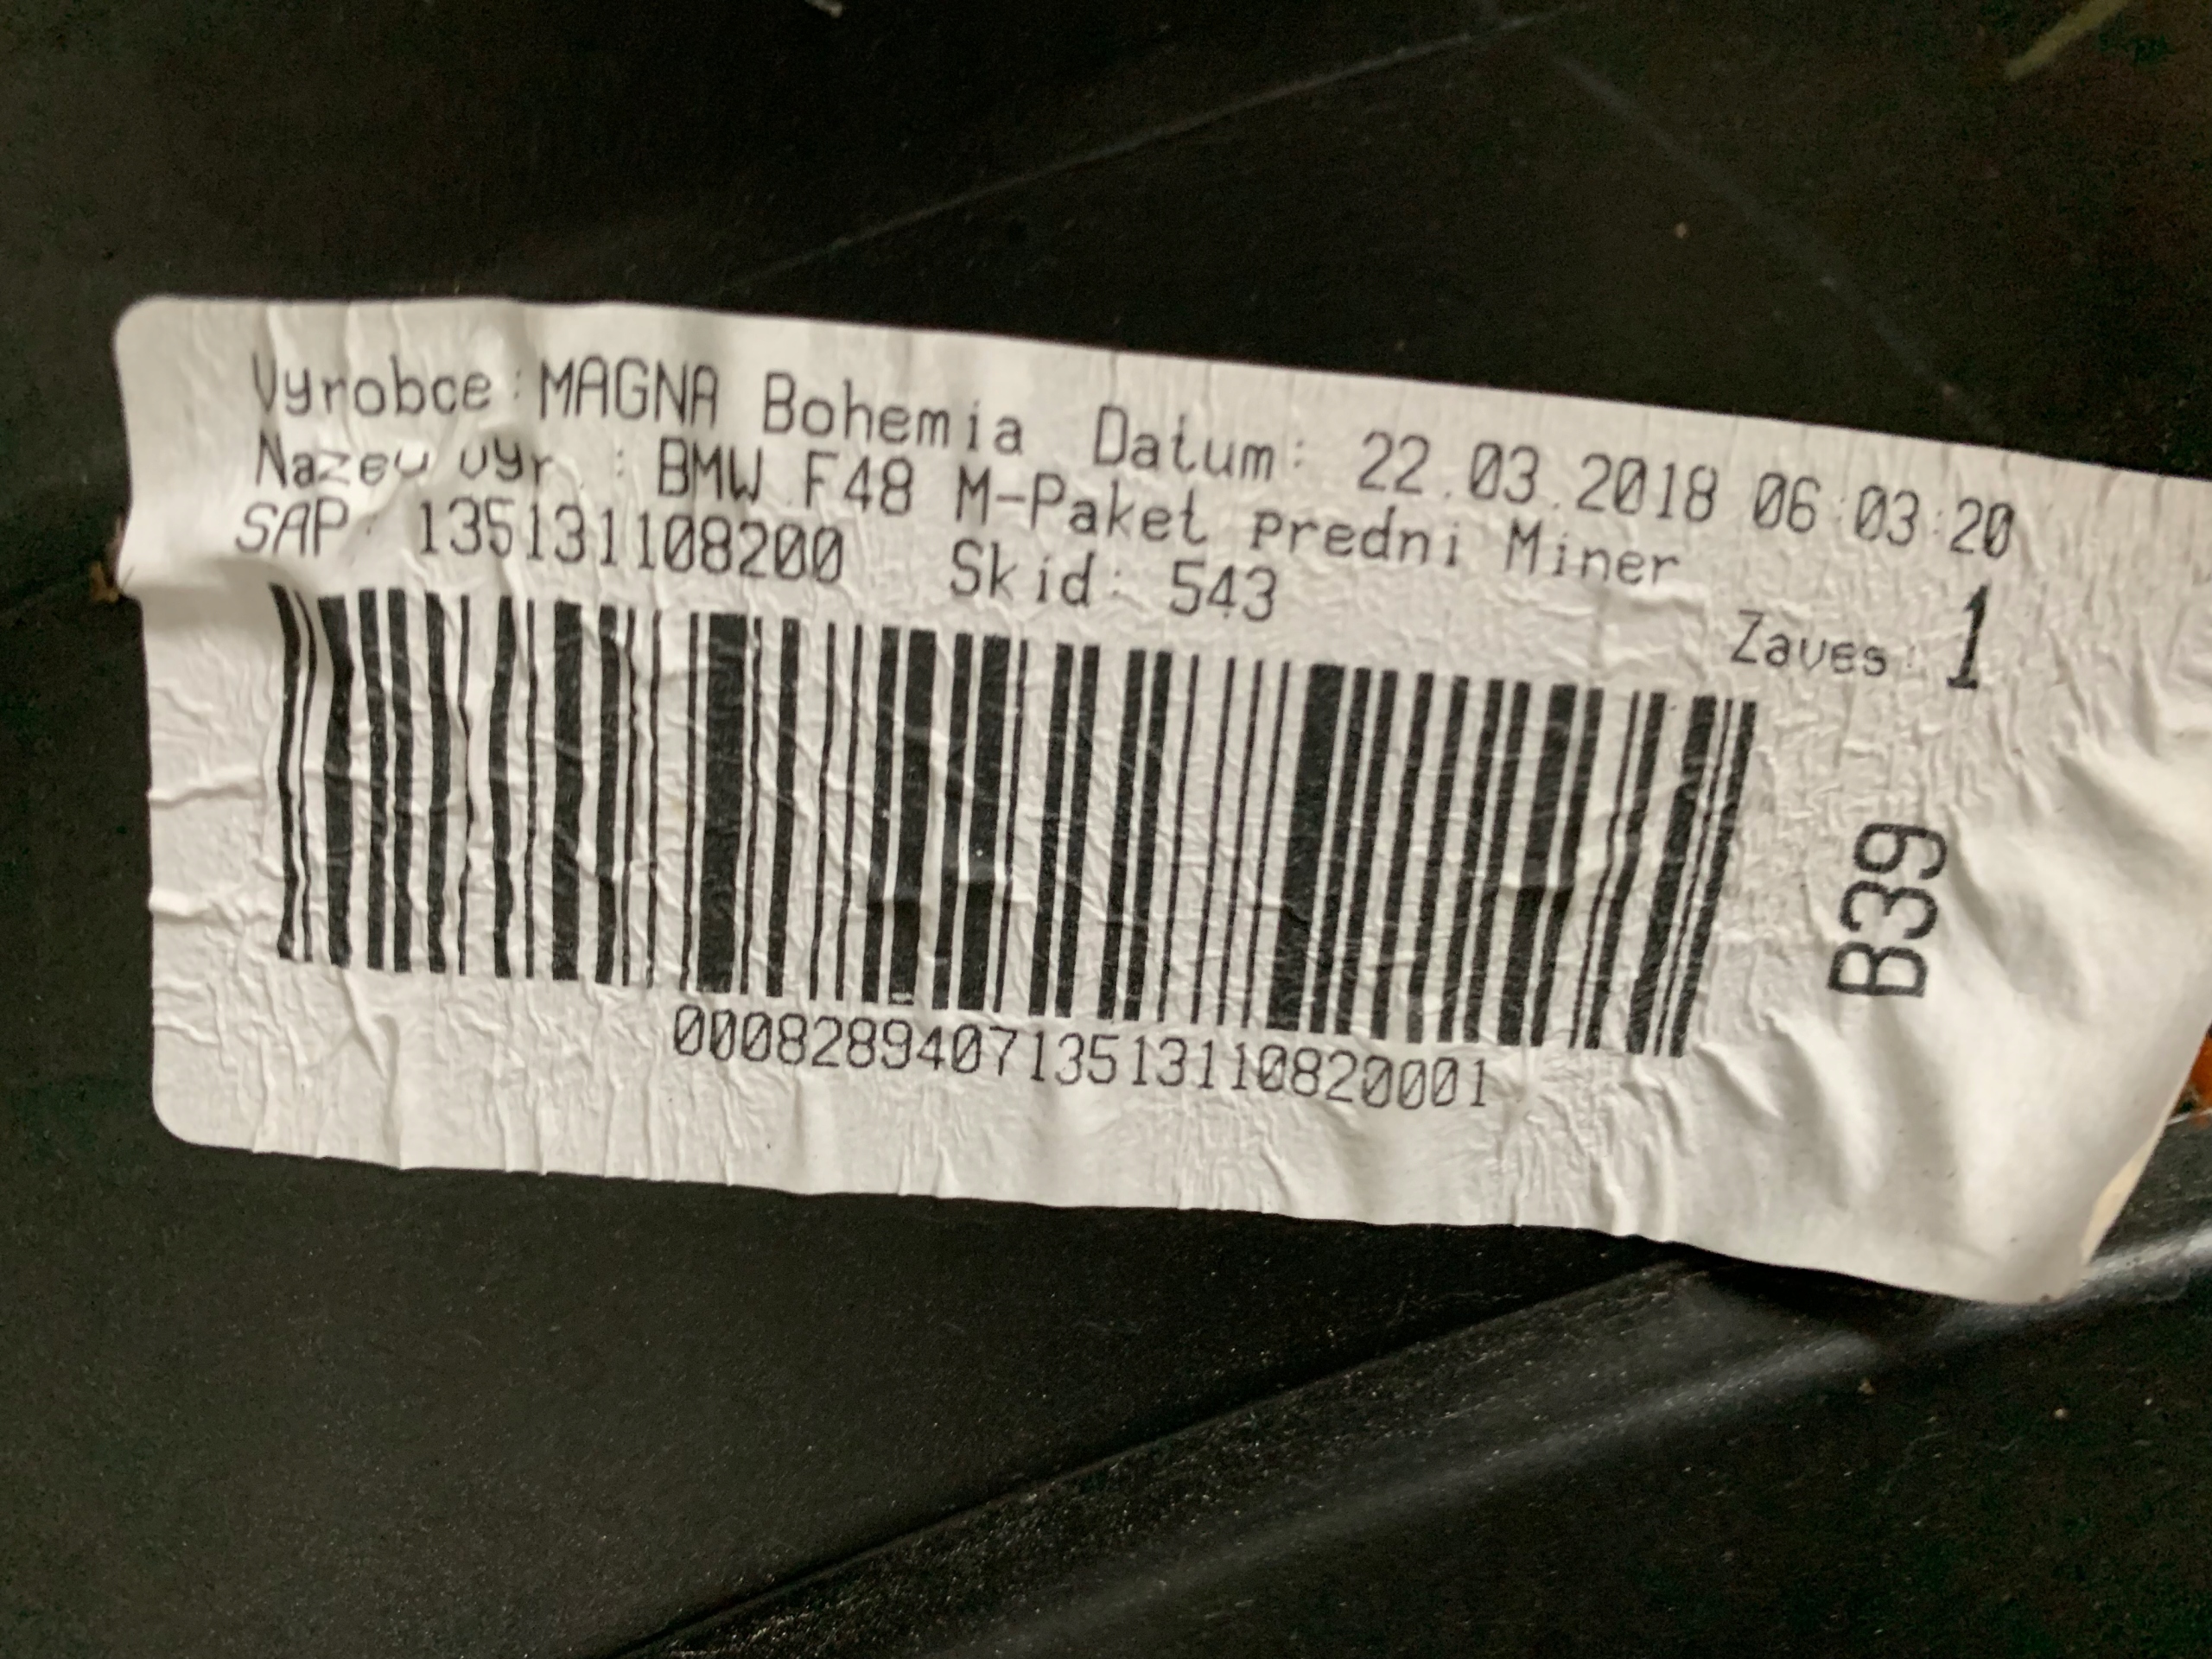 Vyrobce: MAGNA Bohemia Datum: 22.03.2018 06:03:20
Nazev vyr. : BMW F48 M-Paket predni Miner
SAP: 135131108200 Skid: 543
Zaves: 1
B39
000828940713513110820001